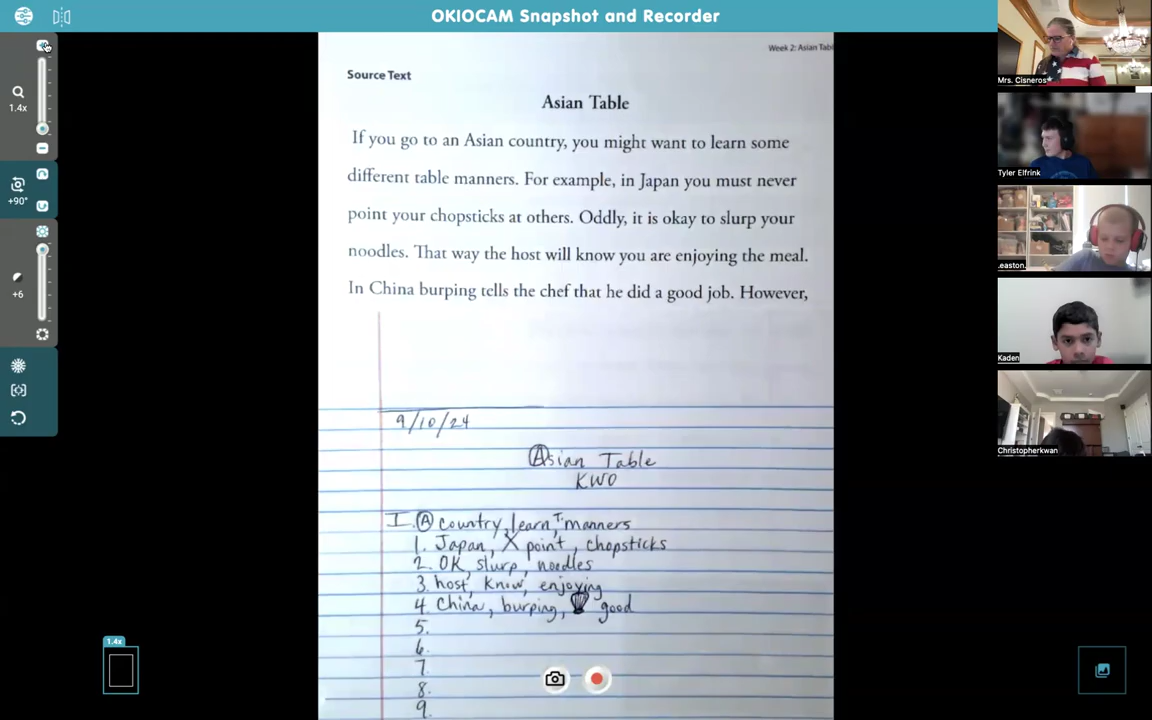 OKIOCAM Snapshot and Recorder
Week 2: Asian Tabl
Source Text
Asian Table
If you go to an Asian country, you might want to learn some
different table manners. For example, in Japan you must never
point your chopsticks at others. Oddly, it is okay to slurp your
noodles. That way the host will know you are enjoying the meal.
In China burping tells the chef that he did a good job. However,
9/10/24
Asian Table
KWO
I. A country, learn, T. manners
1. Japan, X point, chopsticks
2. OK, slurp, noodles
3. host, know, enjoying
4. China, burping, good
5.
6.
7.
8.
9.
1.4x
+90°
+6
1.4x
Mrs. Cisneros
Tyler Elfrink
.easton.
Kaden
Christopherkwan